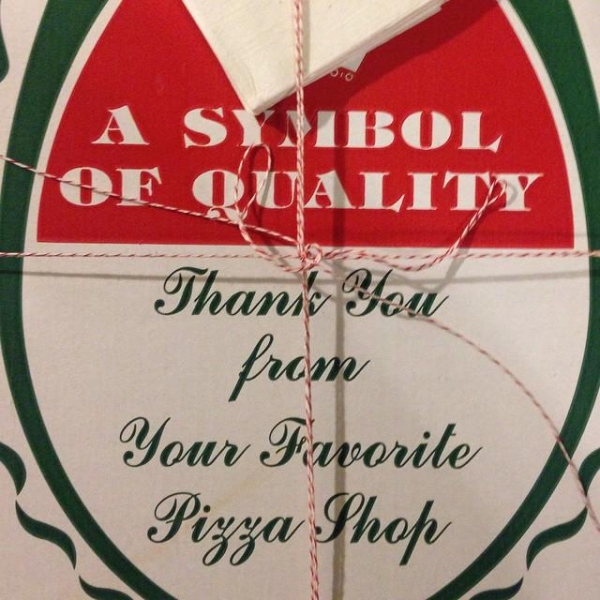 A SYMBOL
OF QUALITY
Thank You
from
Your Favorite
Pizza Shop